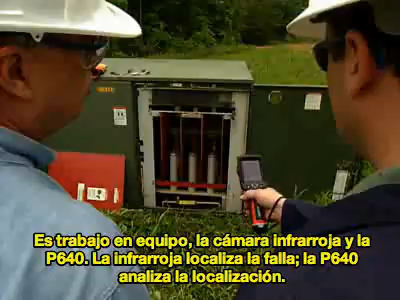 Es trabajo en equipo, la cámara infrarroja y la
P640. La infrarroja localiza la falla; la P640
analiza la localización.